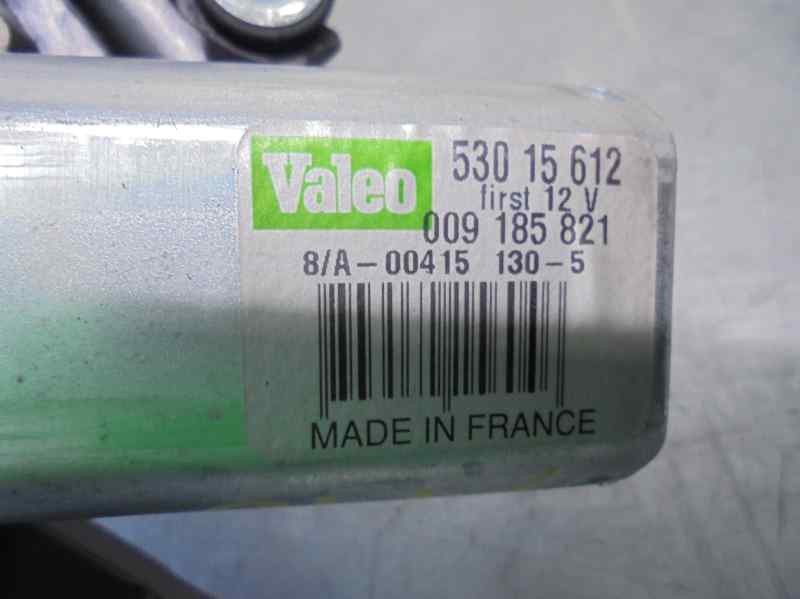 Valeo
530 15 612
first 12 V
009 185 821
8/A-00415 130-5
MADE IN FRANCE